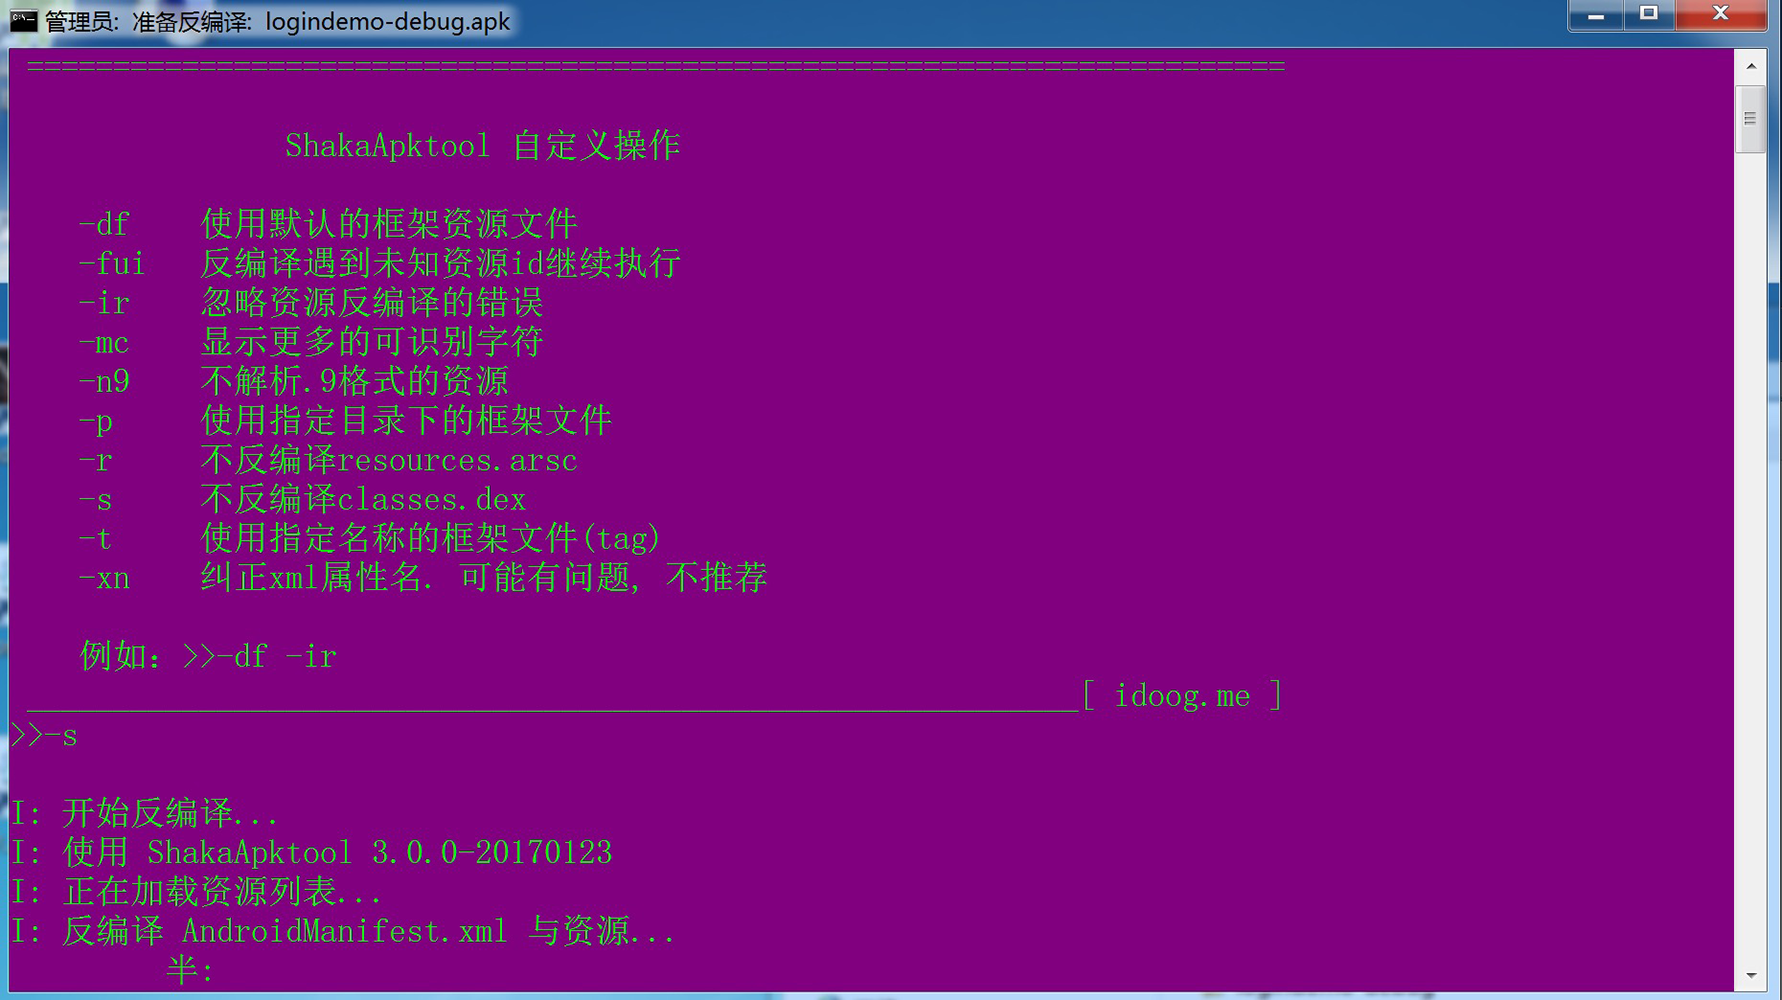 管理员: 准备反编译: logindemo-debug.apk
==========================================================================
ShakaApktool 自定义操作
-df 使用默认的框架资源文件
-fui 反编译遇到未知资源id继续执行
-ir 忽略资源反编译的错误
-mc 显示更多的可识别字符
-n9 不解析.9格式的资源
-p 使用指定目录下的框架文件
-r 不反编译resources.arsc
-s 不反编译classes.dex
-t 使用指定名称的框架文件(tag)
-xn 纠正xml属性名. 可能有问题, 不推荐
例如: >>-df -ir
______________________________________________________________[ idoog.me ]
>>-s
I: 开始反编译...
I: 使用 ShakaApktool 3.0.0-20170123
I: 正在加载资源列表...
I: 反编译 AndroidManifest.xml 与资源...
半: